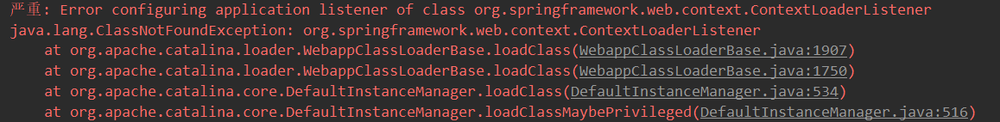 严重: Error configuring application listener of class org.springframework.web.context.ContextLoaderListener
java.lang.ClassNotFoundException: org.springframework.web.context.ContextLoaderListener
at org.apache.catalina.loader.WebappClassLoaderBase.loadClass(WebappClassLoaderBase.java:1907)
at org.apache.catalina.loader.WebappClassLoaderBase.loadClass(WebappClassLoaderBase.java:1750)
at org.apache.catalina.core.DefaultInstanceManager.loadClass(DefaultInstanceManager.java:534)
at org.apache.catalina.core.DefaultInstanceManager.loadClassMaybePrivileged(DefaultInstanceManager.java:516)